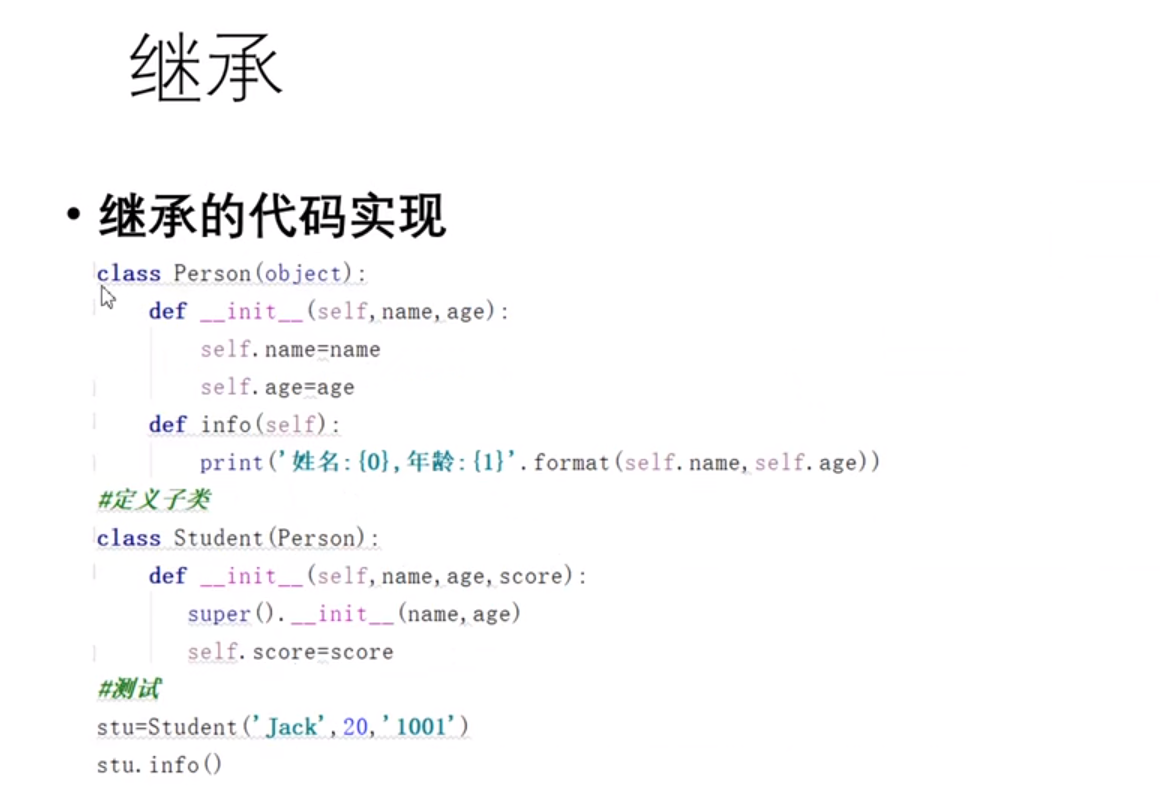 继承
• 继承的代码实现
class Person(object):
    def __init__(self,name,age):
        self.name=name
        self.age=age
    def info(self):
        print('姓名:{0},年龄:{1}'.format(self.name,self.age))
#定义子类
class Student(Person):
    def __init__(self,name,age,score):
       super().__init__(name,age)
       self.score=score
#测试
stu=Student('Jack',20,'1001')
stu.info()